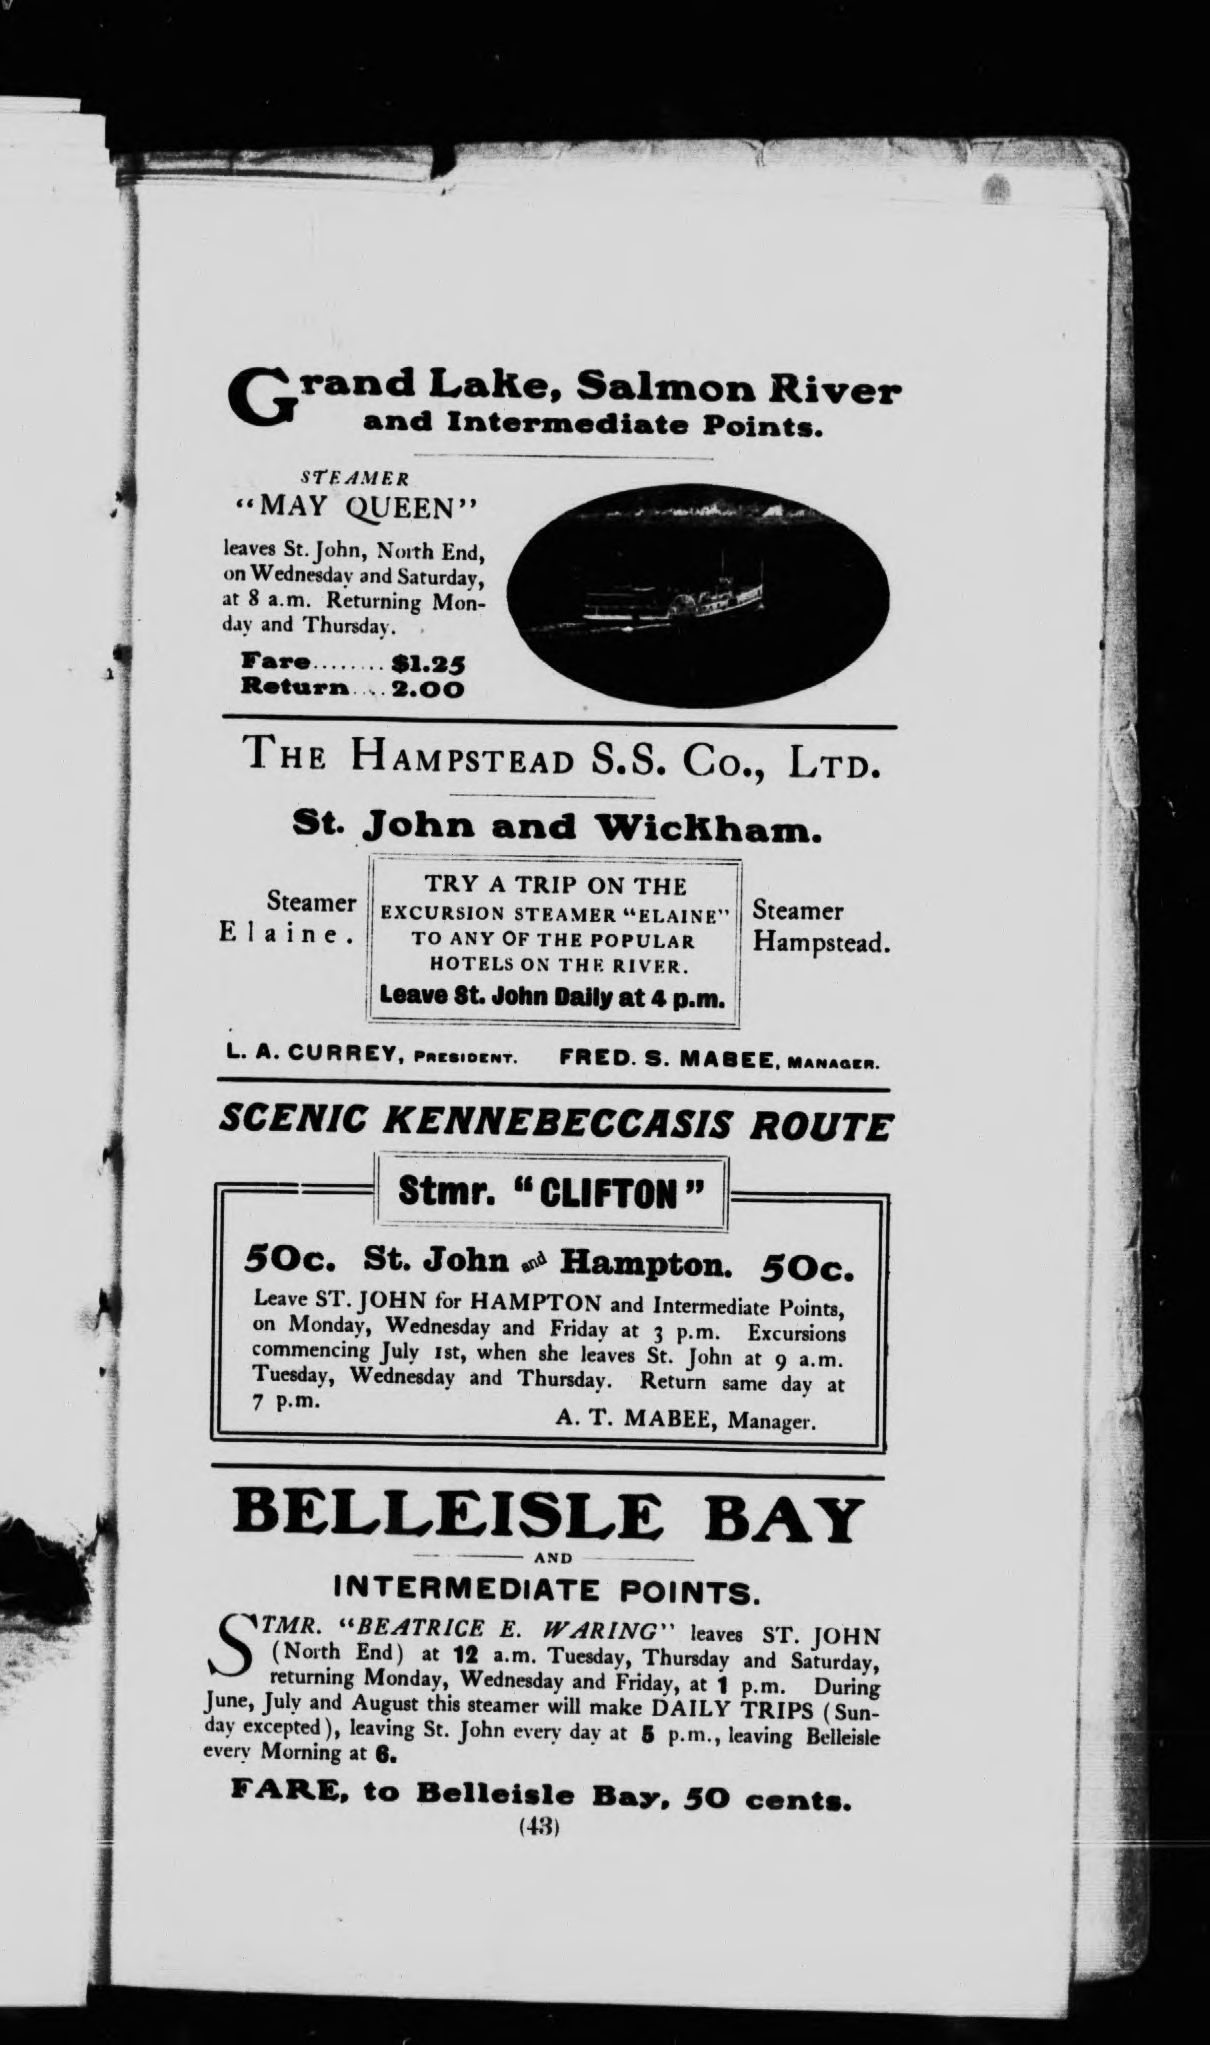 Grand Lake, Salmon River
and Intermediate Points.
STEAMER
"MAY QUEEN"
leaves St. John, North End,
on Wednesday and Saturday,
at 8 a.m. Returning Mon-
day and Thursday.
Fare........ $1.25
Return.... 2.00
THE HAMPSTEAD S.S. CO., LTD.
St. John and Wickham.
Steamer
Elaine.
TRY A TRIP ON THE
EXCURSION STEAMER "ELAINE"
TO ANY OF THE POPULAR
HOTELS ON THE RIVER.
Leave St. John Daily at 4 p.m.
Steamer
Hampstead.
L. A. CURREY, PRESIDENT. FRED. S. MABEE, MANAGER.
SCENIC KENNEBECCASIS ROUTE
Stmr. "CLIFTON"
50c. St. John and Hampton. 50c.
Leave ST. JOHN for HAMPTON and Intermediate Points,
on Monday, Wednesday and Friday at 3 p.m. Excursions
commencing July 1st, when she leaves St. John at 9 a.m.
Tuesday, Wednesday and Thursday. Return same day at
7 p.m.
A. T. MABEE, Manager.
BELLEISLE BAY
AND
INTERMEDIATE POINTS.
STMR. "BEATRICE E. WARING" leaves ST. JOHN
(North End) at 12 a.m. Tuesday, Thursday and Saturday,
returning Monday, Wednesday and Friday, at 1 p.m. During
June, July and August this steamer will make DAILY TRIPS (Sun-
day excepted), leaving St. John every day at 5 p.m., leaving Belleisle
every Morning at 6.
FARE, to Belleisle Bay, 50 cents.
(43)